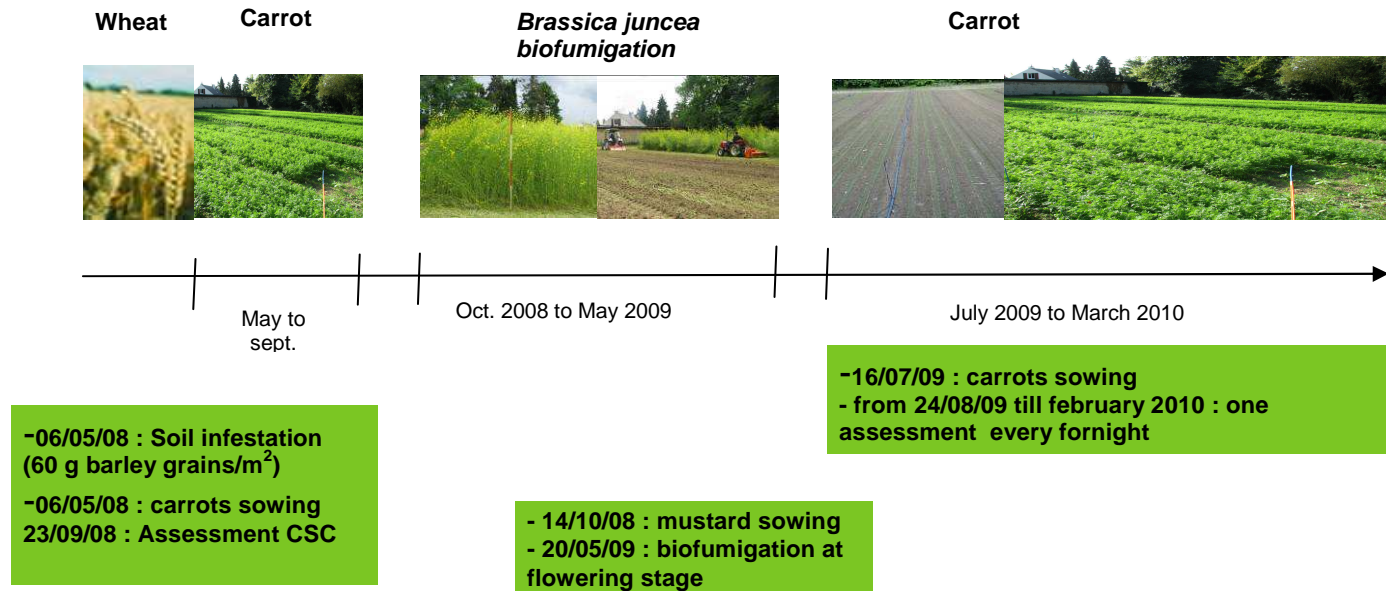 Wheat
Carrot
Brassica juncea
biofumigation
Carrot
May to
sept.
Oct. 2008 to May 2009
July 2009 to March 2010
-06/05/08 : Soil infestation
(60 g barley grains/m²)
-06/05/08 : carrots sowing
23/09/08 : Assessment CSC
- 14/10/08 : mustard sowing
- 20/05/09 : biofumigation at
flowering stage
-16/07/09 : carrots sowing
- from 24/08/09 till february 2010 : one
assessment every fornight